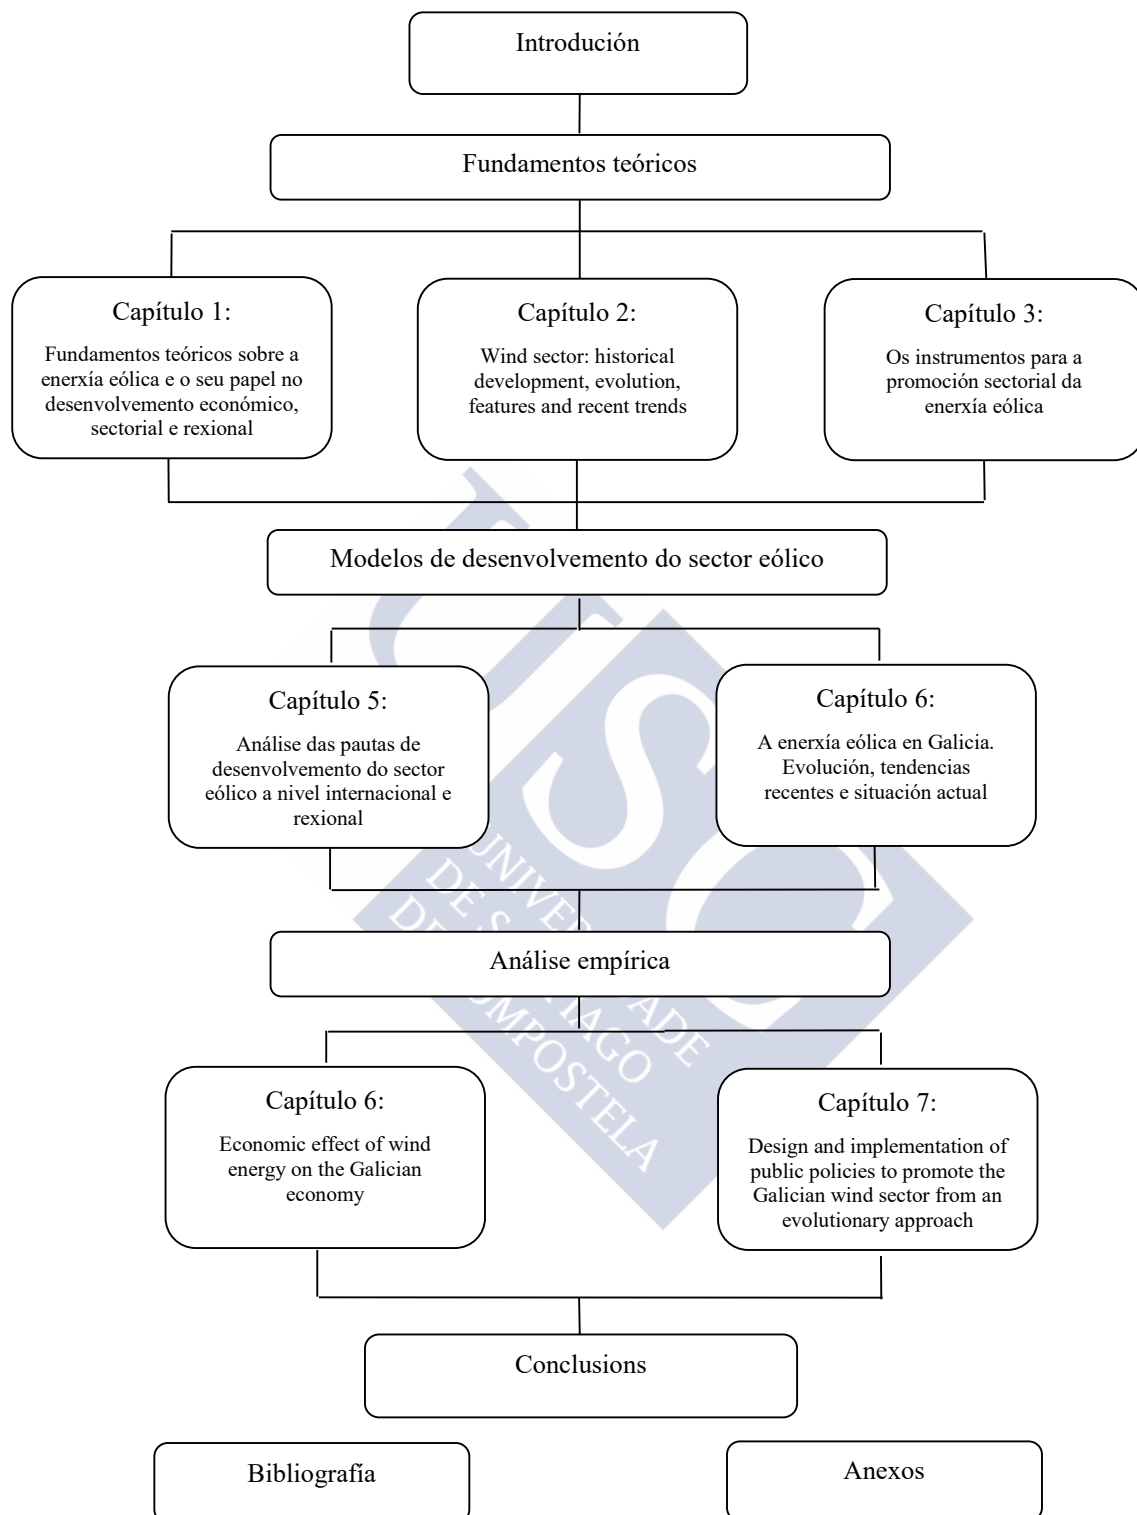 Introdución
Fundamentos teóricos
Capítulo 1:
Fundamentos teóricos sobre a
enerxía eólica e o seu papel no
desenvolvemento económico,
sectorial e rexional
Capítulo 2:
Wind sector: historical
development, evolution,
features and recent trends
Capítulo 3:
Os instrumentos para a
promoción sectorial da
enerxía eólica
Modelos de desenvolvemento do sector eólico
Capítulo 5:
Análise das pautas de
desenvolvemento do sector
eólico a nivel internacional e
rexional
Capítulo 6:
A enerxía eólica en Galicia.
Evolución, tendencias
recentes e situación actual
Análise empírica
Capítulo 6:
Economic effect of wind
energy on the Galician
economy
Capítulo 7:
Design and implementation of
public policies to promote the
Galician wind sector from an
evolutionary approach
Conclusions
Bibliografía
Anexos
USC